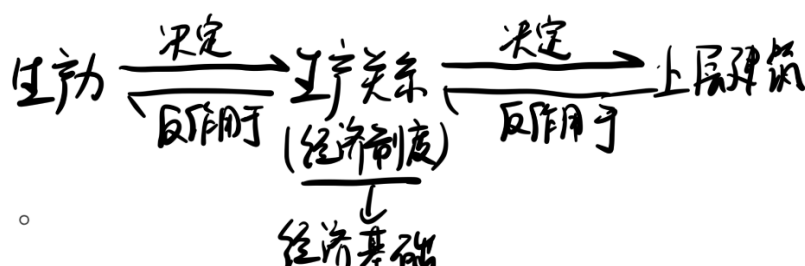 决定 决定
生产力 生产关系 上层建筑
反作用于 反作用于
(经济制度)
经济基础